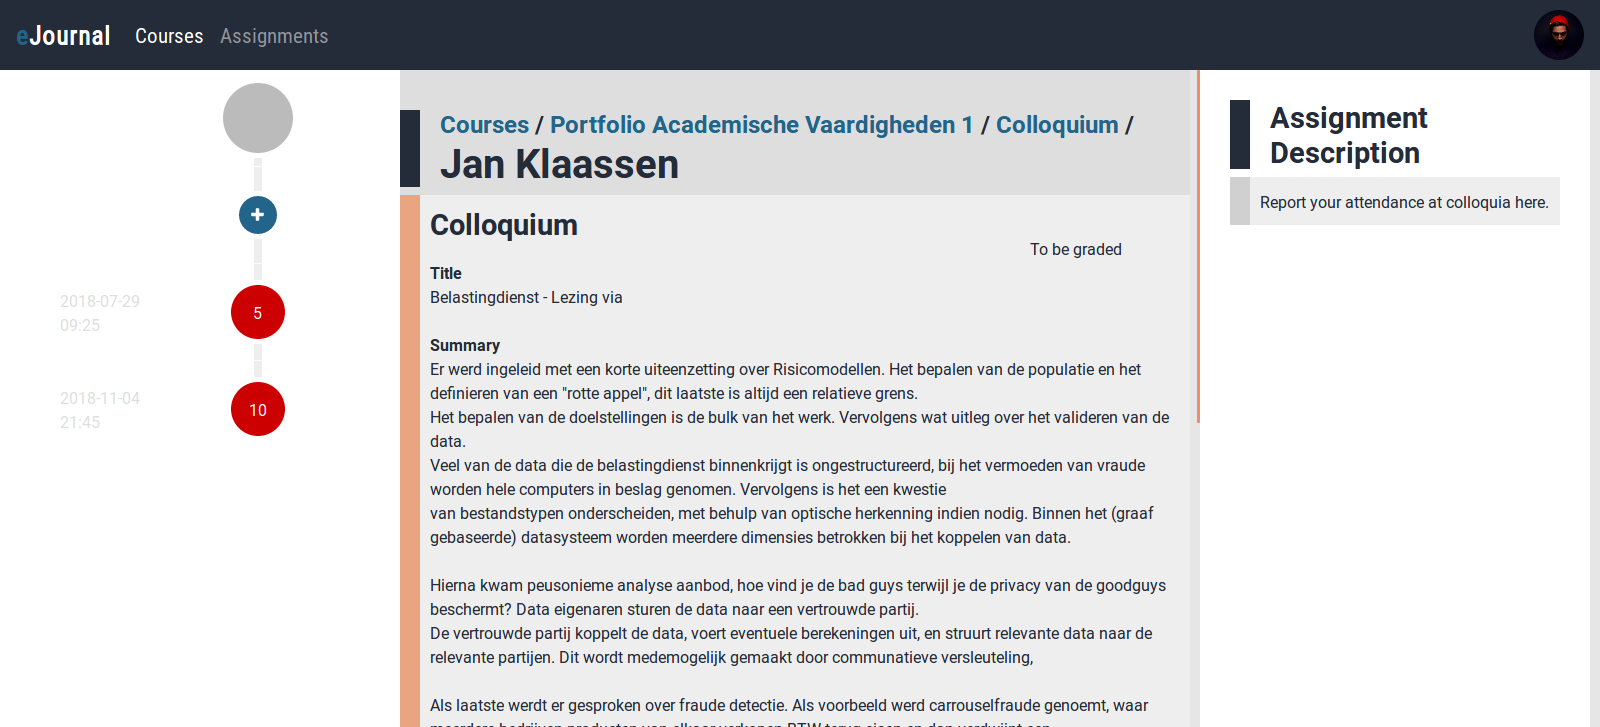 eJournal Courses Assignments
2018-07-29
09:25
5
2018-11-04
21:45
10
Courses / Portfolio Academische Vaardigheden 1 / Colloquium /
Jan Klaassen
Colloquium
To be graded
Title
Belastingdienst - Lezing via
Summary
Er werd ingeleid met een korte uiteenzetting over Risicomodellen. Het bepalen van de populatie en het
definieren van een "rotte appel", dit laatste is altijd een relatieve grens.
Het bepalen van de doelstellingen is de bulk van het werk. Vervolgens wat uitleg over het valideren van de
data.
Veel van de data die de belastingdienst binnenkrijgt is ongestructureerd, bij het vermoeden van vraude
worden hele computers in beslag genomen. Vervolgens is het een kwestie
van bestandstypen onderscheiden, met behulp van optische herkenning indien nodig. Binnen het (graaf
gebaseerde) datasysteem worden meerdere dimensies betrokken bij het koppelen van data.
Hierna kwam peusonieme analyse aanbod, hoe vind je de bad guys terwijl je de privacy van de goodguys
beschermt? Data eigenaren sturen de data naar een vertrouwde partij.
De vertrouwde partij koppelt de data, voert eventuele berekeningen uit, en struurt relevante data naar de
relevante partijen. Dit wordt medemogelijk gemaakt door communatieve versleuteling,
Als laatste werdt er gesproken over fraude detectie. Als voorbeeld werd carrouselfraude genoemt, waar
Assignment
Description
Report your attendance at colloquia here.